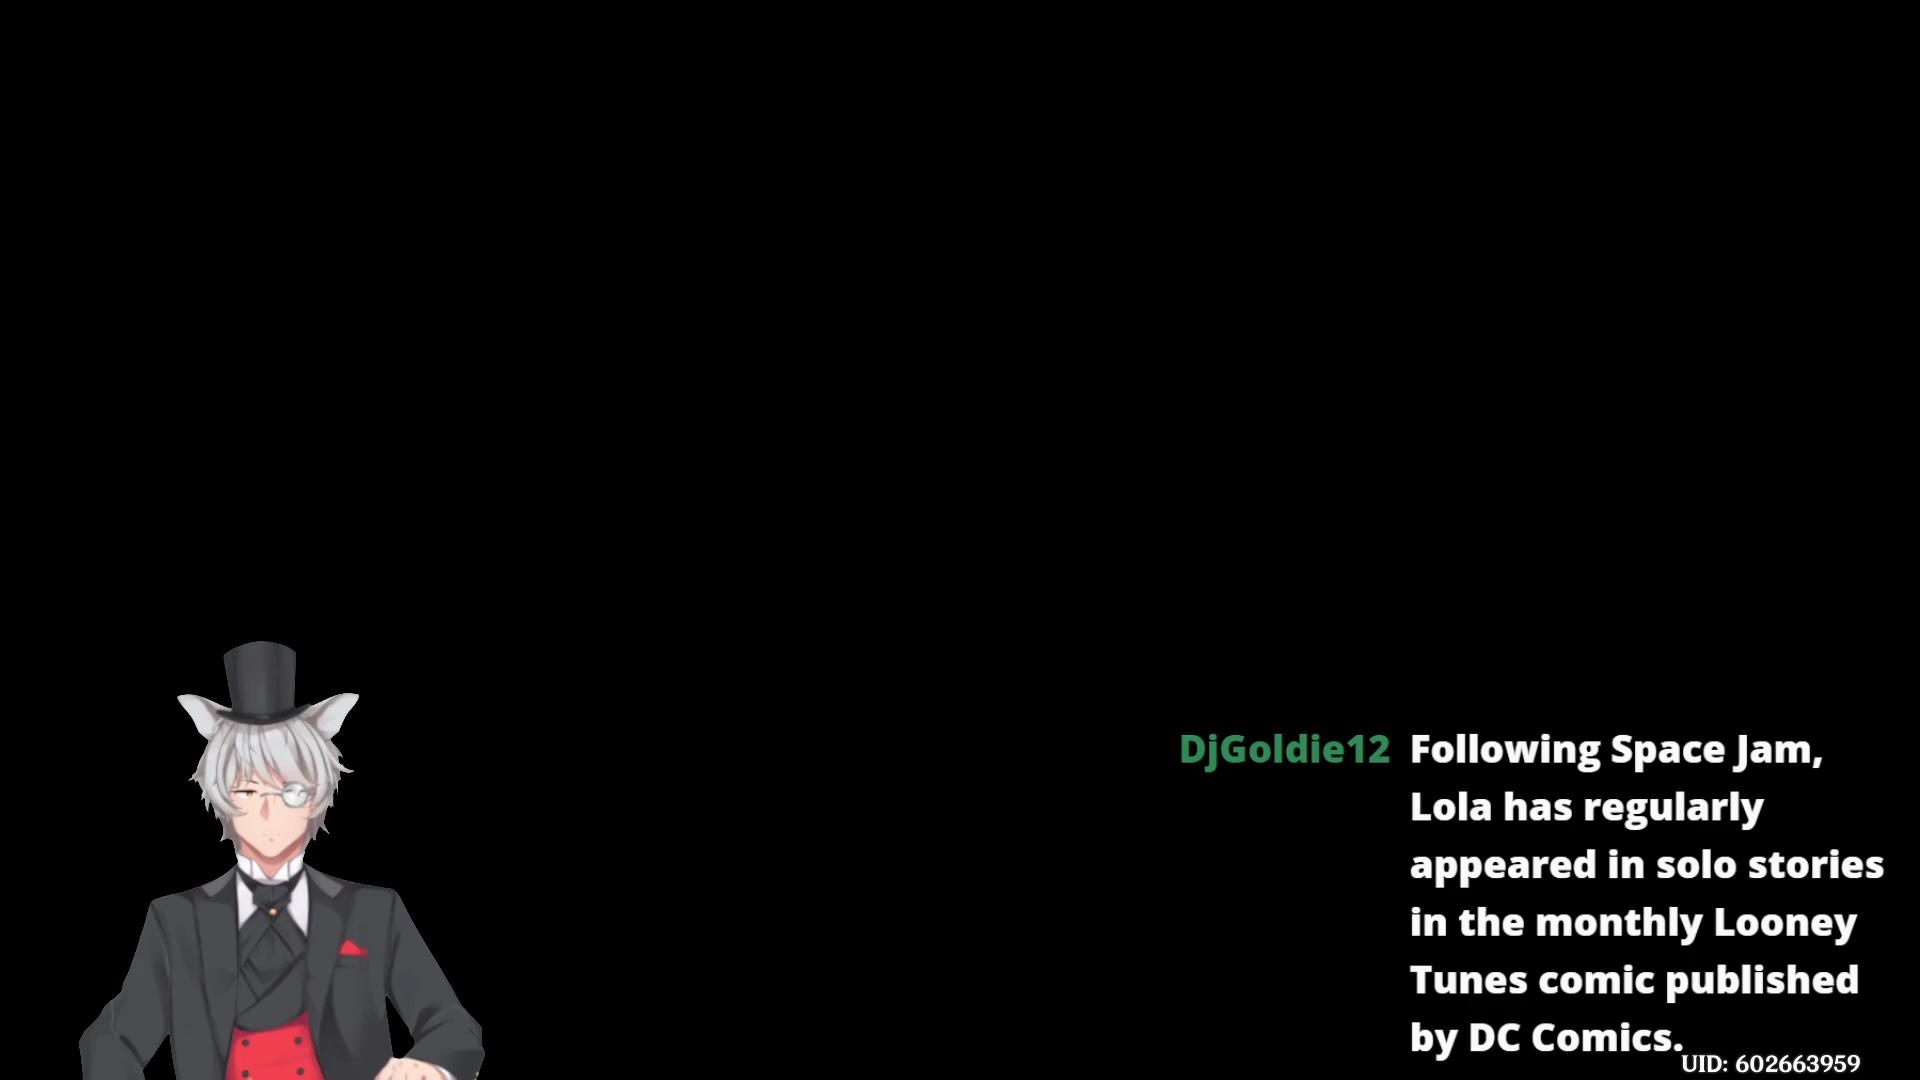 DjGoldie12 Following Space Jam,
Lola has regularly
appeared in solo stories
in the monthly Looney
Tunes comic published
by DC Comics.
UID: 602663959